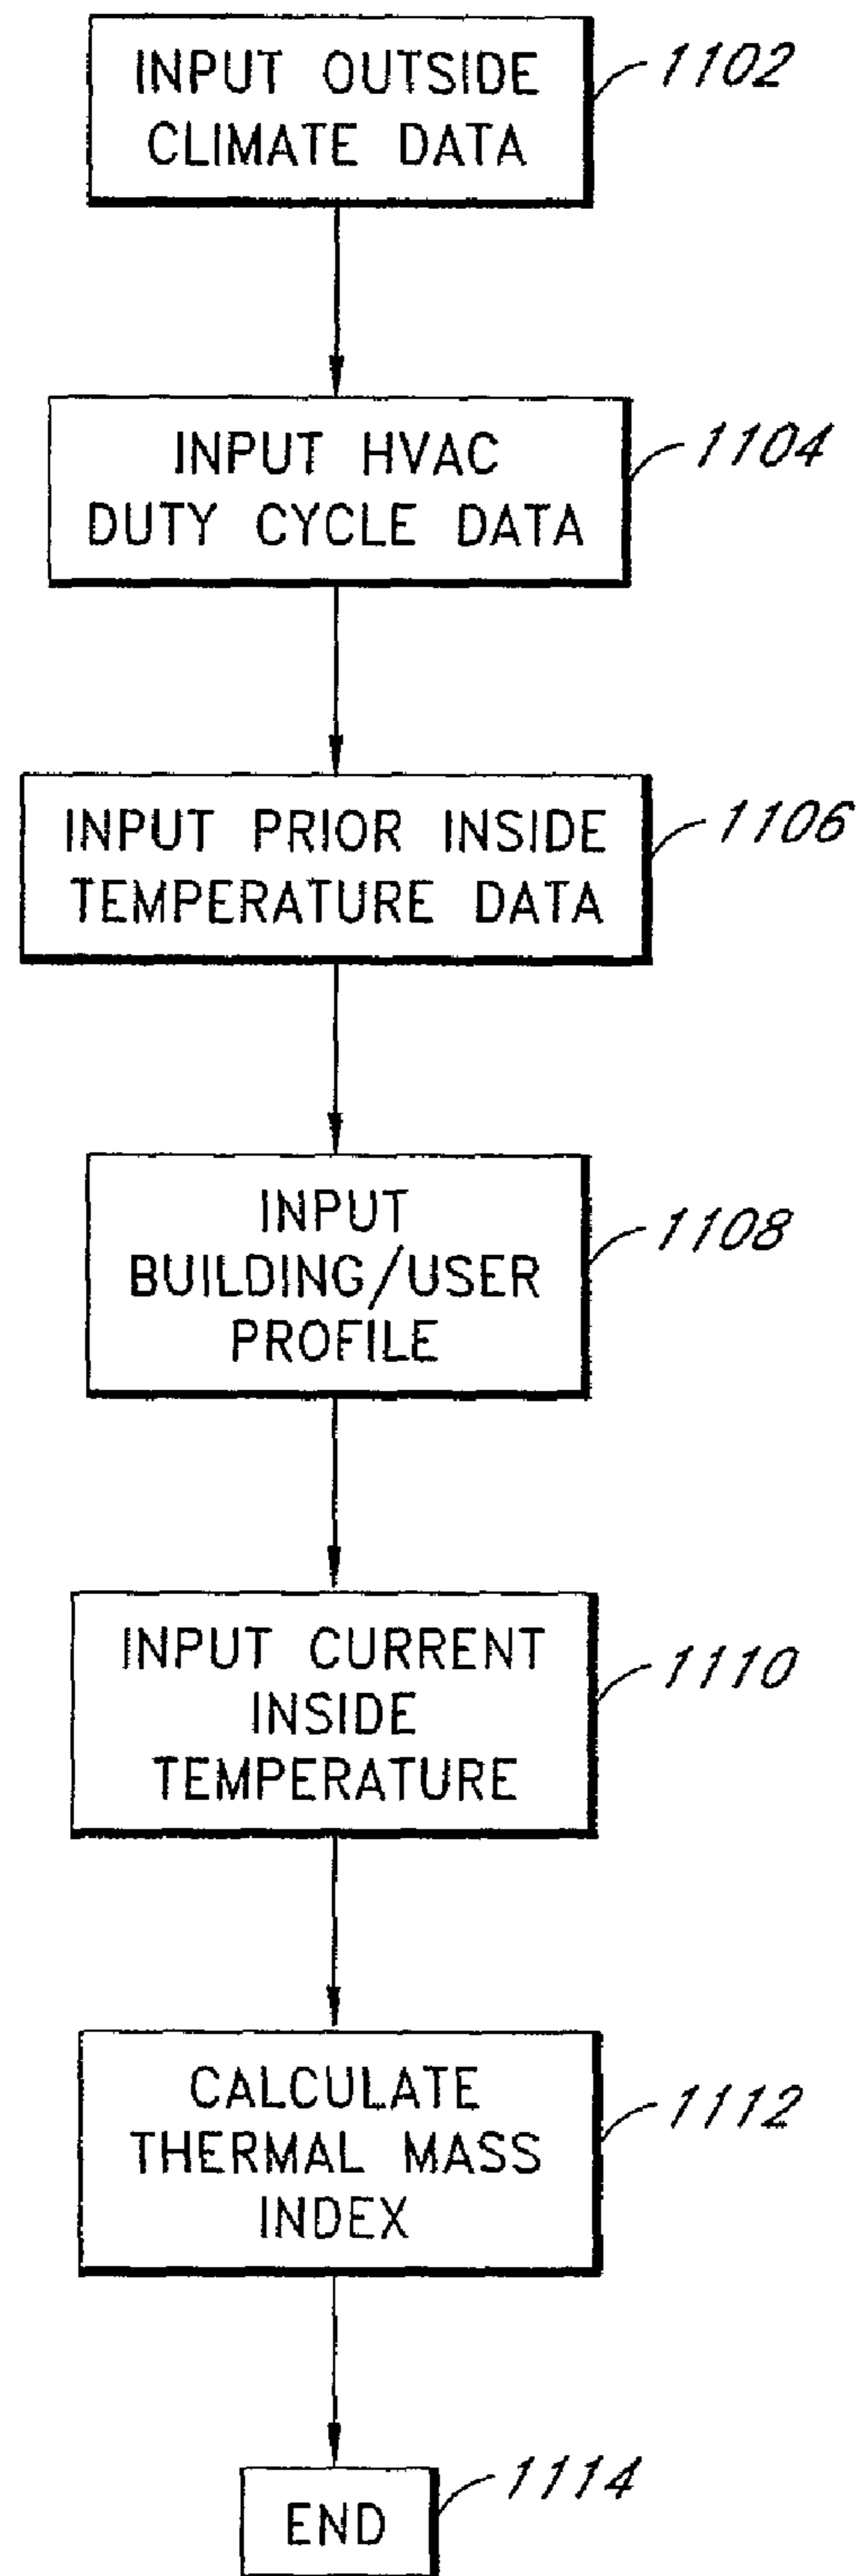 INPUT OUTSIDE
CLIMATE DATA
1102
INPUT HVAC
DUTY CYCLE DATA
1104
INPUT PRIOR INSIDE
TEMPERATURE DATA
1106
INPUT
BUILDING/USER
PROFILE
1108
INPUT CURRENT
INSIDE
TEMPERATURE
1110
CALCULATE
THERMAL MASS
INDEX
1112
END
1114